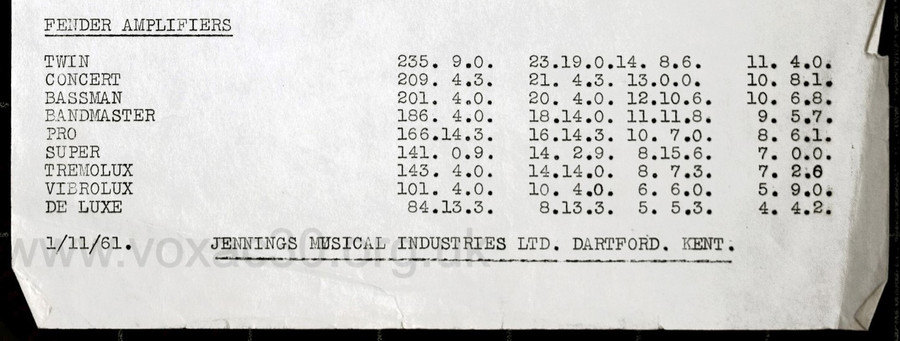 FENDER AMPLIFIERS
TWIN 235. 9.0. 23.19.0. 14. 8.6. 11. 4.0.
CONCERT 209. 4.3. 21. 4.3. 13.0.0. 10. 8.1.
BASSMAN 201. 4.0. 20. 4.0. 12.10.6. 10. 6.8.
BANDMASTER 186. 4.0. 18.14.0. 11.11.8. 9. 5.7.
PRO 166.14.3. 16.14.3. 10. 7.0. 8. 6.1.
SUPER 141. 0.9. 14. 2.9. 8.15.6. 7. 0.0.
TREMOLUX 143. 4.0. 14.14.0. 8. 7.3. 7. 2.6
VIBROLUX 101. 4.0. 10. 4.0. 6. 6.0. 5. 9.0.
DE LUXE 84.13.3. 8.13.3. 5. 5.3. 4. 4.2.
1/11/61. JENNINGS MUSICAL INDUSTRIES LTD. DARTFORD. KENT.
www.voxac30.org.uk